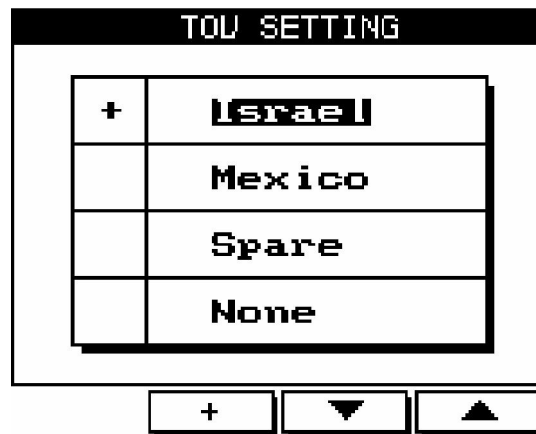 TOU SETTING
+ Israel
Mexico
Spare
None
+ ▼ ▲